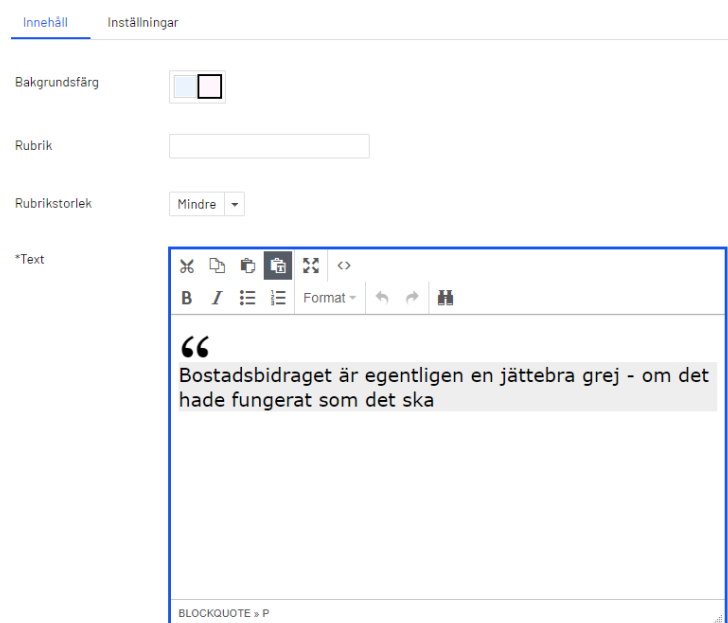 Innehåll Inställningar
Bakgrundsfärg
Rubrik
Rubrikstorlek Mindre
*Text
B I Format
“
Bostadsbidraget är egentligen en jättebra grej - om det
hade fungerat som det ska
BLOCKQUOTE » P